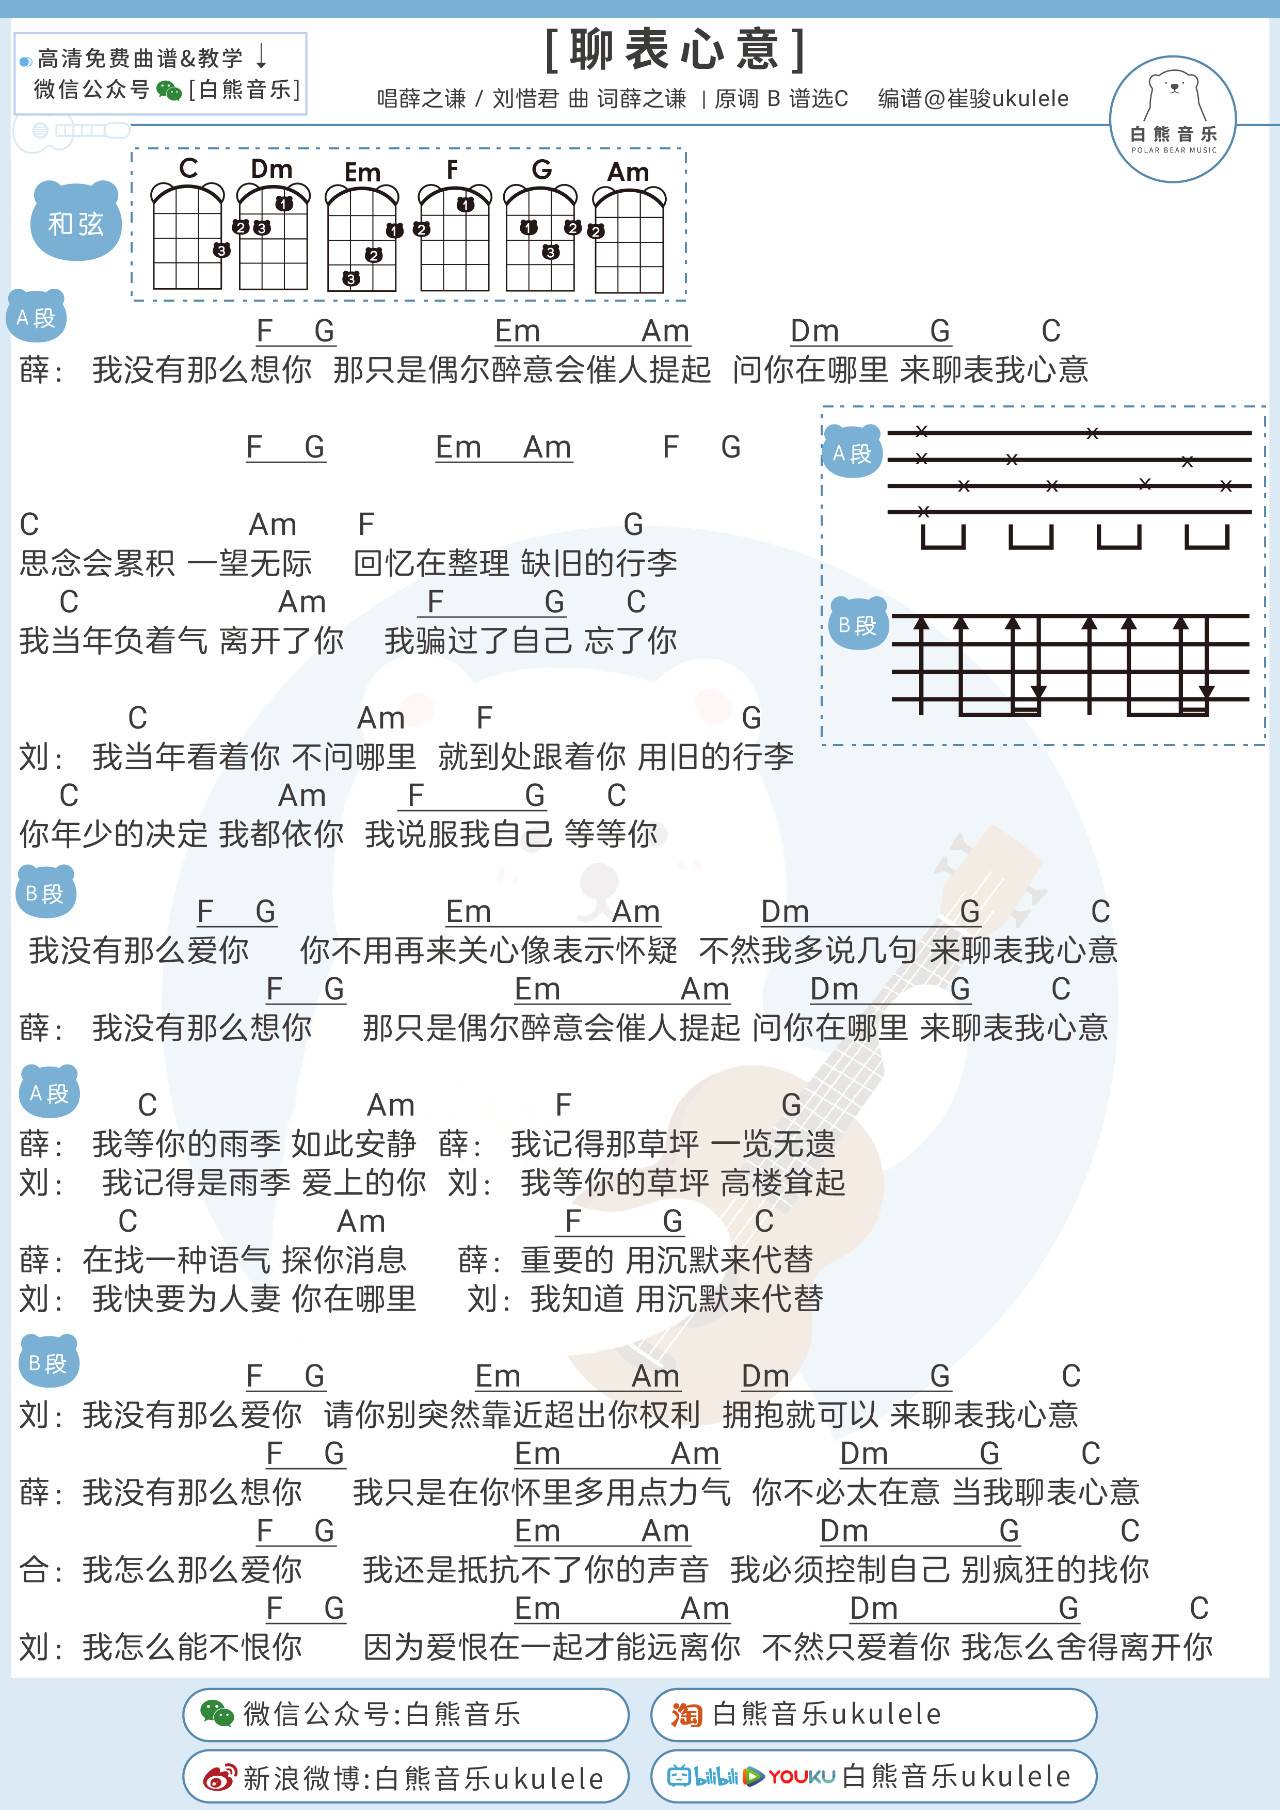 高清免费曲谱&教学↓
微信公众号 [白熊音乐]
[聊表心意]
唱薛之谦 / 刘惜君 曲 词薛之谦 | 原调 B 谱选C 编谱@崔骏ukulele
白熊音乐
POLAR BEAR MUSIC
和弦
C Dm Em F G Am
3
2 3 1
3 2 1
2 1
1 3 2
2
A段
F G Em Am Dm G C
薛： 我没有那么想你 那只是偶尔醉意会催人提起 问你在哪里 来聊表我心意
F G Em Am F G
A段
x x
x x x
x x x x
x
B段
C Am F G
思念会累积 一望无际 回忆在整理 缺旧的行李
C Am F G C
我当年负着气 离开了你 我骗过了自己 忘了你
C Am F G
刘： 我当年看着你 不问哪里 就到处跟着你 用旧的行李
C Am F G C
你年少的决定 我都依你 我说服我自己 等等你
B段
F G Em Am Dm G C
我没有那么爱你 你不用再来关心像表示怀疑 不然我多说几句 来聊表我心意
F G Em Am Dm G C
薛： 我没有那么想你 那只是偶尔醉意会催人提起 问你在哪里 来聊表我心意
A段
C Am F G
薛： 我等你的雨季 如此安静 薛： 我记得那草坪 一览无遗
刘： 我记得是雨季 爱上的你 刘： 我等你的草坪 高楼耸起
C Am F G C
薛：在找一种语气 探你消息 薛：重要的 用沉默来代替
刘： 我快要为人妻 你在哪里 刘：我知道 用沉默来代替
B段
F G Em Am Dm G C
刘：我没有那么爱你 请你别突然靠近超出你权利 拥抱就可以 来聊表我心意
F G Em Am Dm G C
薛：我没有那么想你 我只是在你怀里多用点力气 你不必太在意 当我聊表心意
F G Em Am Dm G C
合：我怎么那么爱你 我还是抵抗不了你的声音 我必须控制自己 别疯狂的找你
F G Em Am Dm G C
刘：我怎么能不恨你 因为爱恨在一起才能远离你 不然只爱着你 我怎么舍得离开你
微信公众号:白熊音乐
淘 白熊音乐ukulele
新浪微博:白熊音乐ukulele
bilibili YOUKU 白熊音乐ukulele